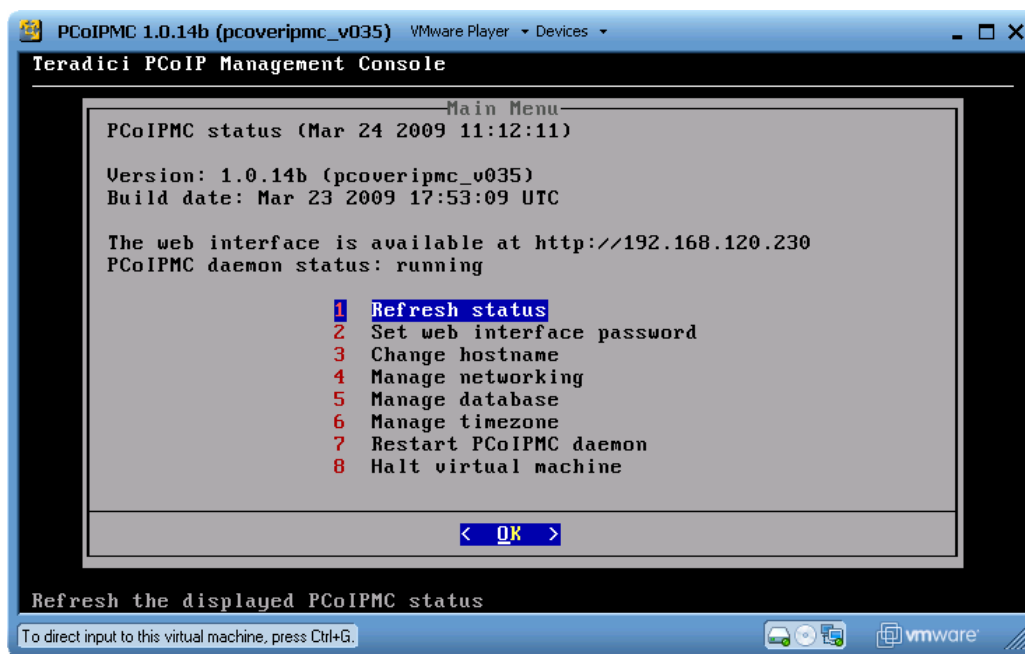 PCoIPMC 1.0.14b (pcoveripmc_v035) VMware Player Devices
Teradici PCoIP Management Console
Main Menu
PCoIPMC status (Mar 24 2009 11:12:11)
Version: 1.0.14b (pcoveripmc_v035)
Build date: Mar 23 2009 17:53:09 UTC
The web interface is available at http://192.168.120.230
PCoIPMC daemon status: running
1 Refresh status
2 Set web interface password
3 Change hostname
4 Manage networking
5 Manage database
6 Manage timezone
7 Restart PCoIPMC daemon
8 Halt virtual machine
< OK >
Refresh the displayed PCoIPMC status
To direct input to this virtual machine, press Ctrl+G. vmware